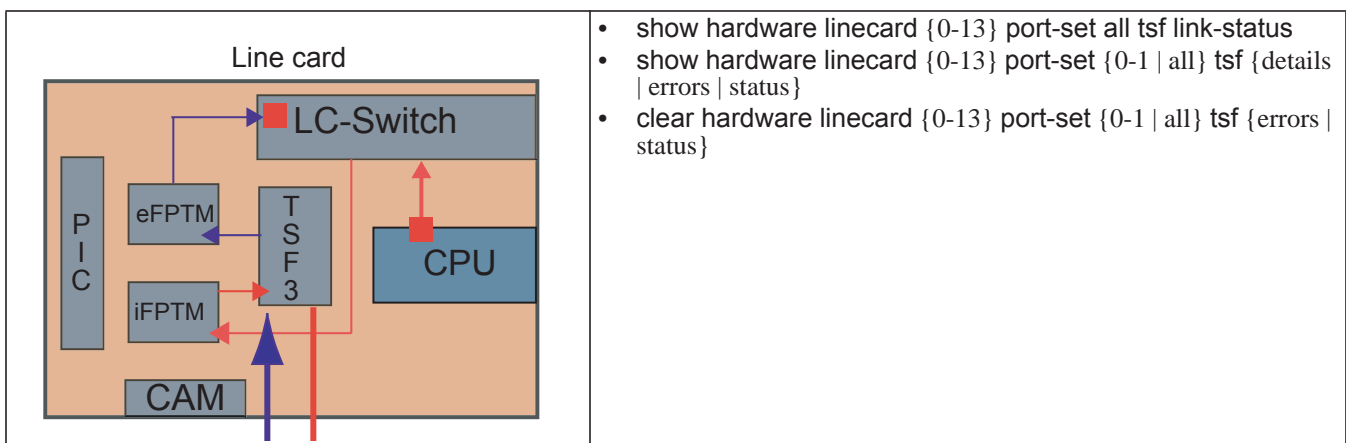 Line card
LC-Switch
eFPTM
T
S
F
3
P
I
C
CPU
iFPTM
CAM
• show hardware linecard {0-13} port-set all tsf link-status
• show hardware linecard {0-13} port-set {0-1 | all} tsf {details
| errors | status}
• clear hardware linecard {0-13} port-set {0-1 | all} tsf {errors |
status}